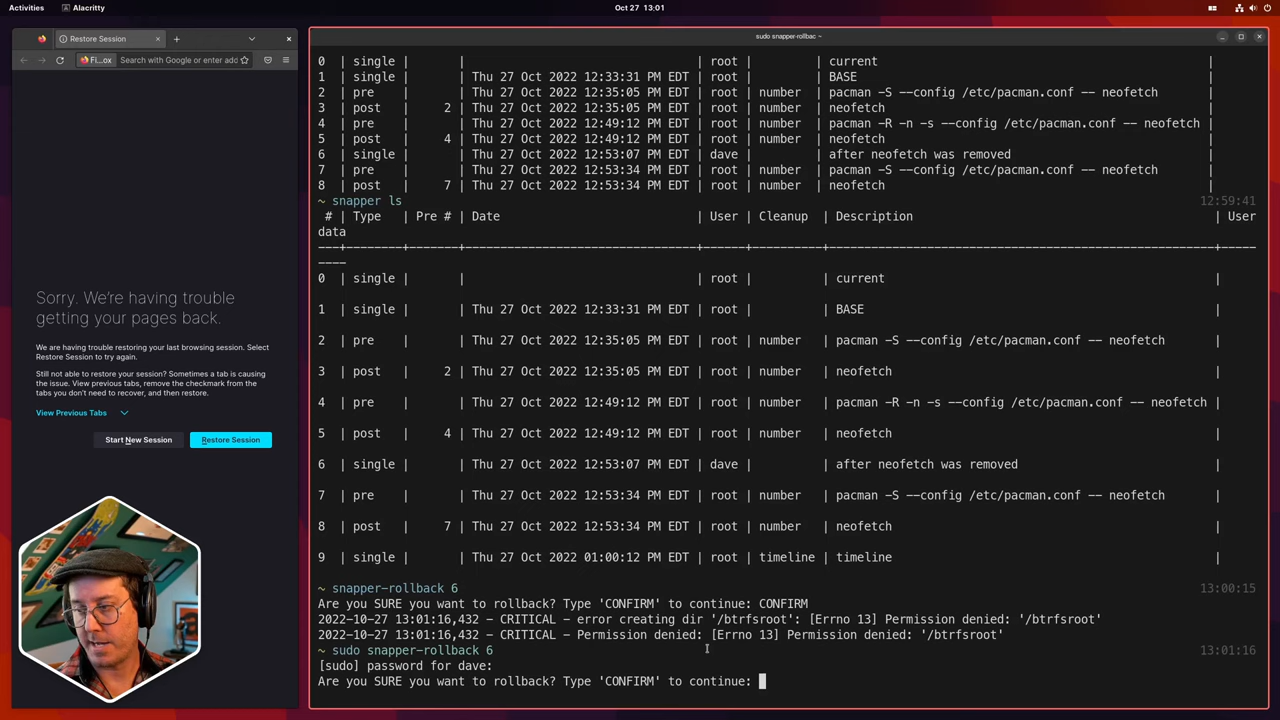 Activities Alacritty Oct 27 13:01
Restore Session
Fi...ox Search with Google or enter add
Sorry. We're having trouble
getting your pages back.
We are having trouble restoring your last browsing session. Select
Restore Session to try again.
Still not able to restore your session? Sometimes a tab is causing
the issue. View previous tabs, remove the checkmark from the
tabs you don't need to recover, and then restore.
View Previous Tabs
Start New Session Restore Session
sudo snapper-rollbac ~
0 | single | | | root | | current |
1 | single | | Thu 27 Oct 2022 12:33:31 PM EDT | root | | BASE |
2 | pre | | Thu 27 Oct 2022 12:35:05 PM EDT | root | number | pacman -S --config /etc/pacman.conf -- neofetch |
3 | post | 2 | Thu 27 Oct 2022 12:35:05 PM EDT | root | number | neofetch |
4 | pre | | Thu 27 Oct 2022 12:49:12 PM EDT | root | number | pacman -R -n -s --config /etc/pacman.conf -- neofetch |
5 | post | 4 | Thu 27 Oct 2022 12:49:12 PM EDT | root | number | neofetch |
6 | single | | Thu 27 Oct 2022 12:53:07 PM EDT | dave | | after neofetch was removed |
7 | pre | | Thu 27 Oct 2022 12:53:34 PM EDT | root | number | pacman -S --config /etc/pacman.conf -- neofetch |
8 | post | 7 | Thu 27 Oct 2022 12:53:34 PM EDT | root | number | neofetch |
~ snapper ls 12:59:41
# | Type | Pre # | Date | User | Cleanup | Description | User
data
---+--------+-------+---------------------------------+------+----------+-------------------------------------------------------+-----
----
0 | single | | | root | | current |
1 | single | | Thu 27 Oct 2022 12:33:31 PM EDT | root | | BASE |
2 | pre | | Thu 27 Oct 2022 12:35:05 PM EDT | root | number | pacman -S --config /etc/pacman.conf -- neofetch |
3 | post | 2 | Thu 27 Oct 2022 12:35:05 PM EDT | root | number | neofetch |
4 | pre | | Thu 27 Oct 2022 12:49:12 PM EDT | root | number | pacman -R -n -s --config /etc/pacman.conf -- neofetch |
5 | post | 4 | Thu 27 Oct 2022 12:49:12 PM EDT | root | number | neofetch |
6 | single | | Thu 27 Oct 2022 12:53:07 PM EDT | dave | | after neofetch was removed |
7 | pre | | Thu 27 Oct 2022 12:53:34 PM EDT | root | number | pacman -S --config /etc/pacman.conf -- neofetch |
8 | post | 7 | Thu 27 Oct 2022 12:53:34 PM EDT | root | number | neofetch |
9 | single | | Thu 27 Oct 2022 01:00:12 PM EDT | root | timeline | timeline |
~ snapper-rollback 6 13:00:15
Are you SURE you want to rollback? Type 'CONFIRM' to continue: CONFIRM
2022-10-27 13:01:16,432 - CRITICAL - error creating dir '/btrfsroot': [Errno 13] Permission denied: '/btrfsroot'
2022-10-27 13:01:16,432 - CRITICAL - Permission denied: [Errno 13] Permission denied: '/btrfsroot'
~ sudo snapper-rollback 6 13:01:16
[sudo] password for dave:
Are you SURE you want to rollback? Type 'CONFIRM' to continue: